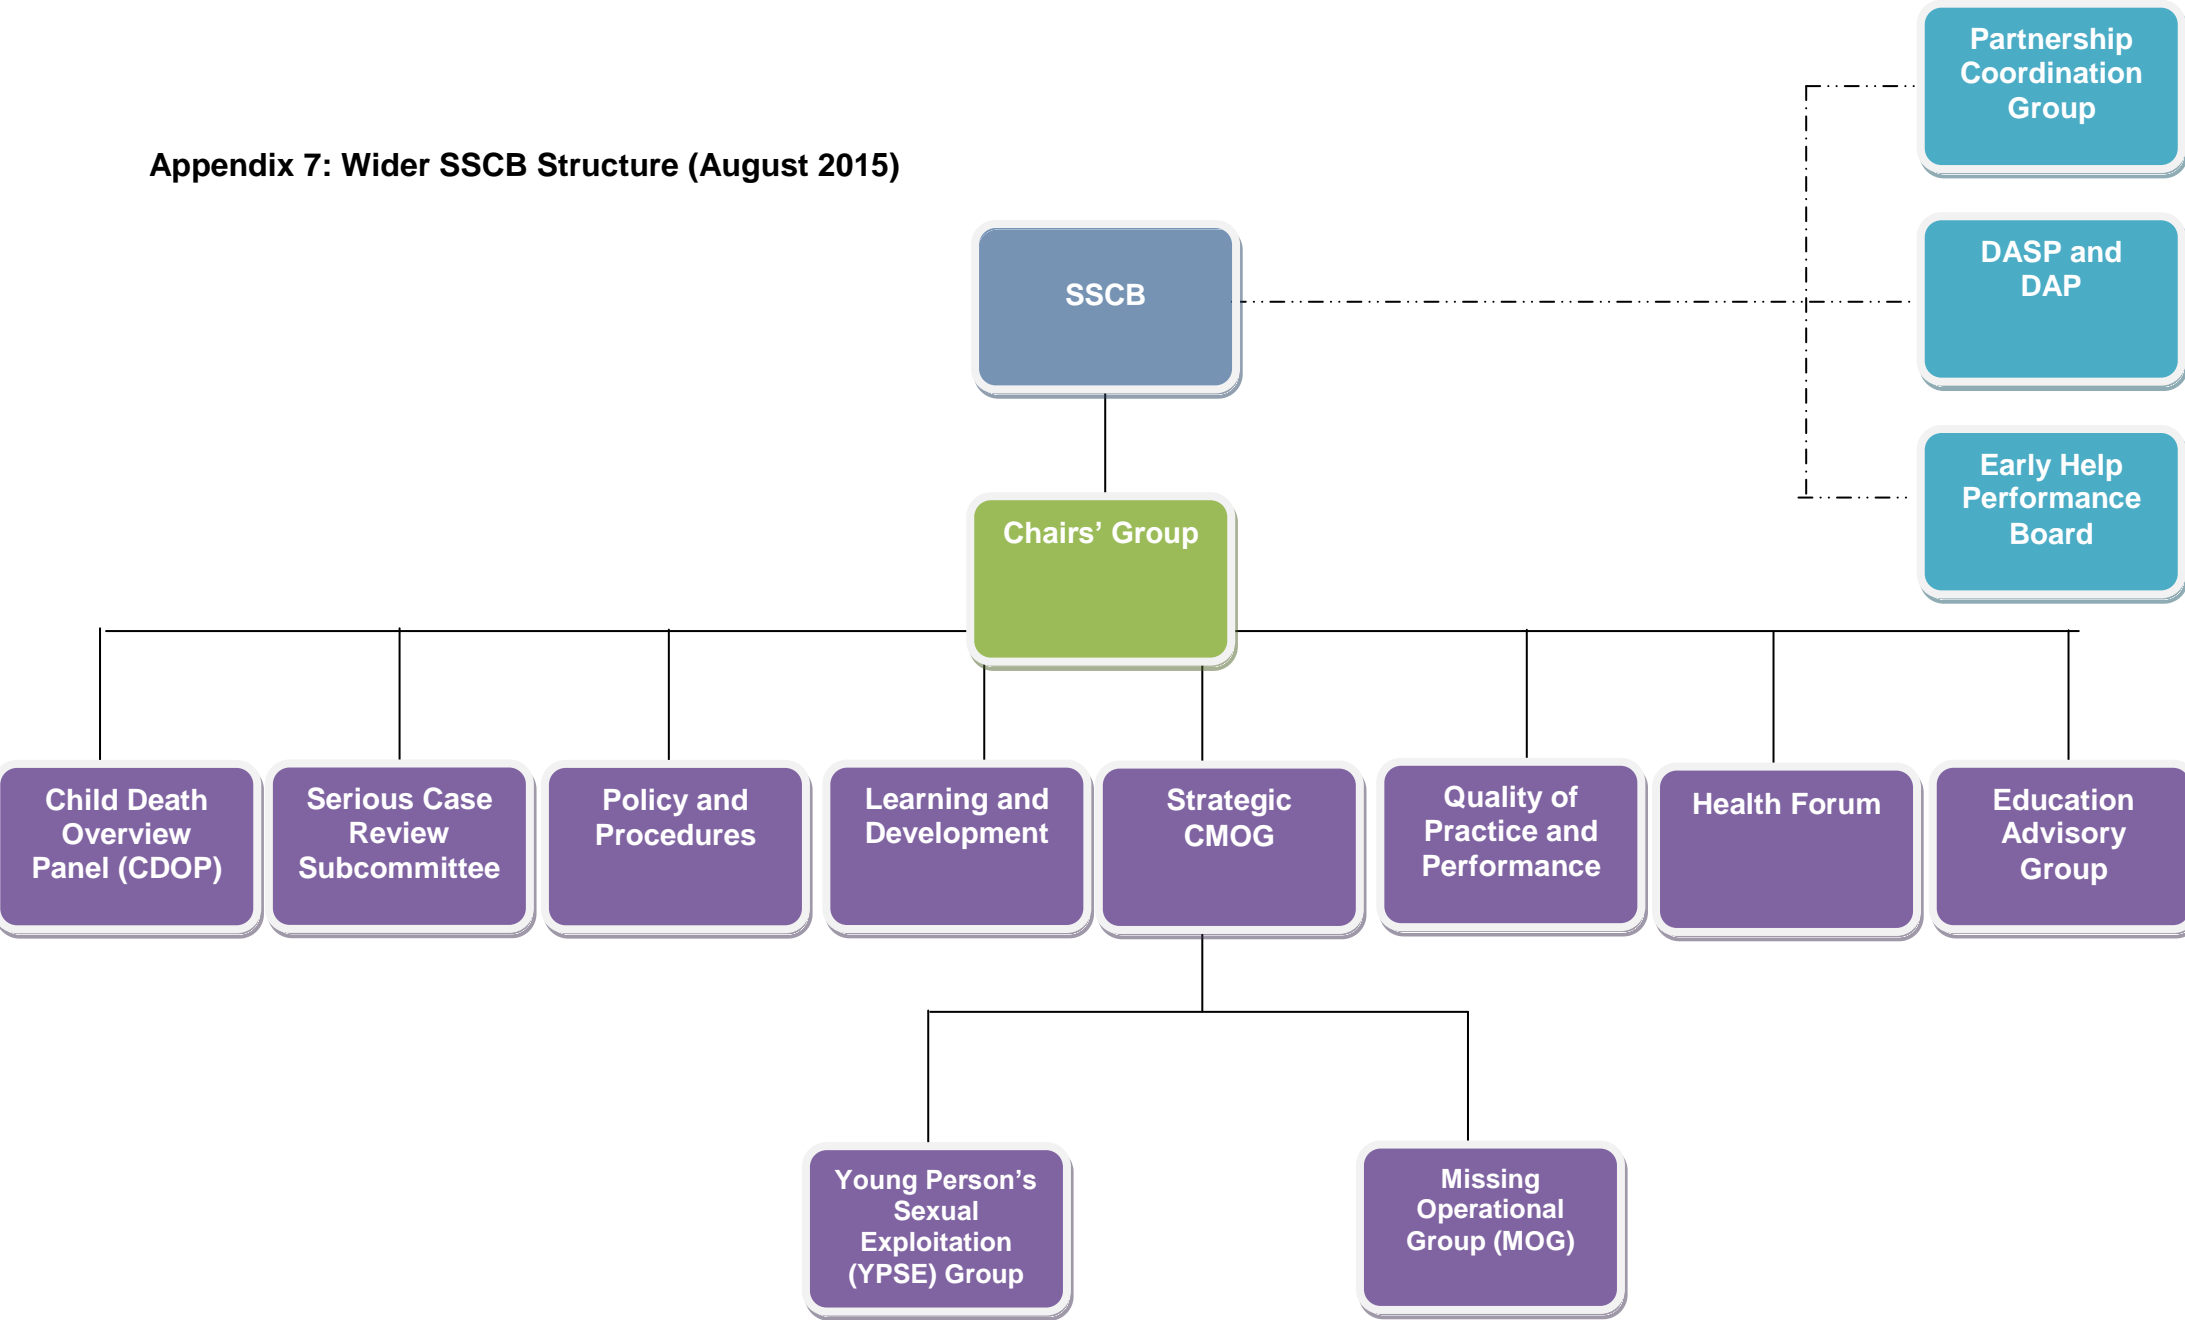 Partnership
Coordination
Group
Appendix 7: Wider SSCB Structure (August 2015)
SSCB
DASP and
DAP
Early Help
Performance
Board
Chairs’ Group
Child Death
Overview
Panel (CDOP)
Serious Case
Review
Subcommittee
Policy and
Procedures
Learning and
Development
Strategic
CMOG
Quality of
Practice and
Performance
Health Forum
Education
Advisory
Group
Young Person’s
Sexual
Exploitation
(YPSE) Group
Missing
Operational
Group (MOG)